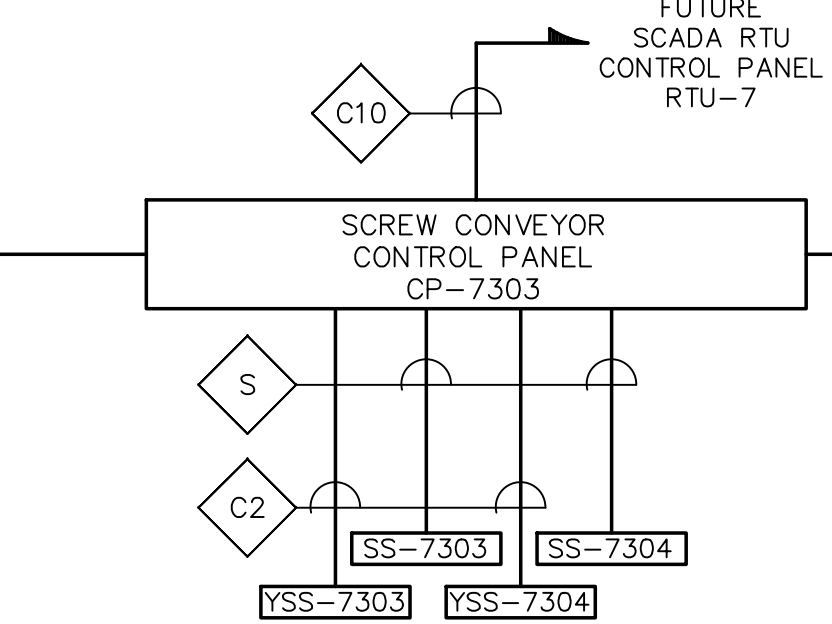 FUTURE
SCADA RTU
CONTROL PANEL
RTU-7
C10
SCREW CONVEYOR
CONTROL PANEL
CP-7303
S
C2
SS-7303
SS-7304
YSS-7303
YSS-7304